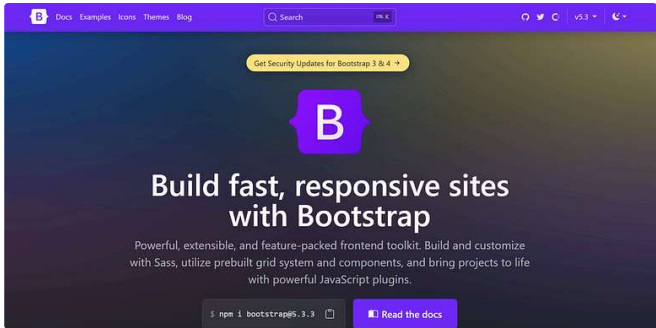 B Docs Examples Icons Themes Blog Search CTRL K v5.3
Get Security Updates for Bootstrap 3 & 4 →
B
Build fast, responsive sites
with Bootstrap
Powerful, extensible, and feature-packed frontend toolkit. Build and customize
with Sass, utilize prebuilt grid system and components, and bring projects to life
with powerful JavaScript plugins.
$ npm i bootstrap@5.3.3 Read the docs